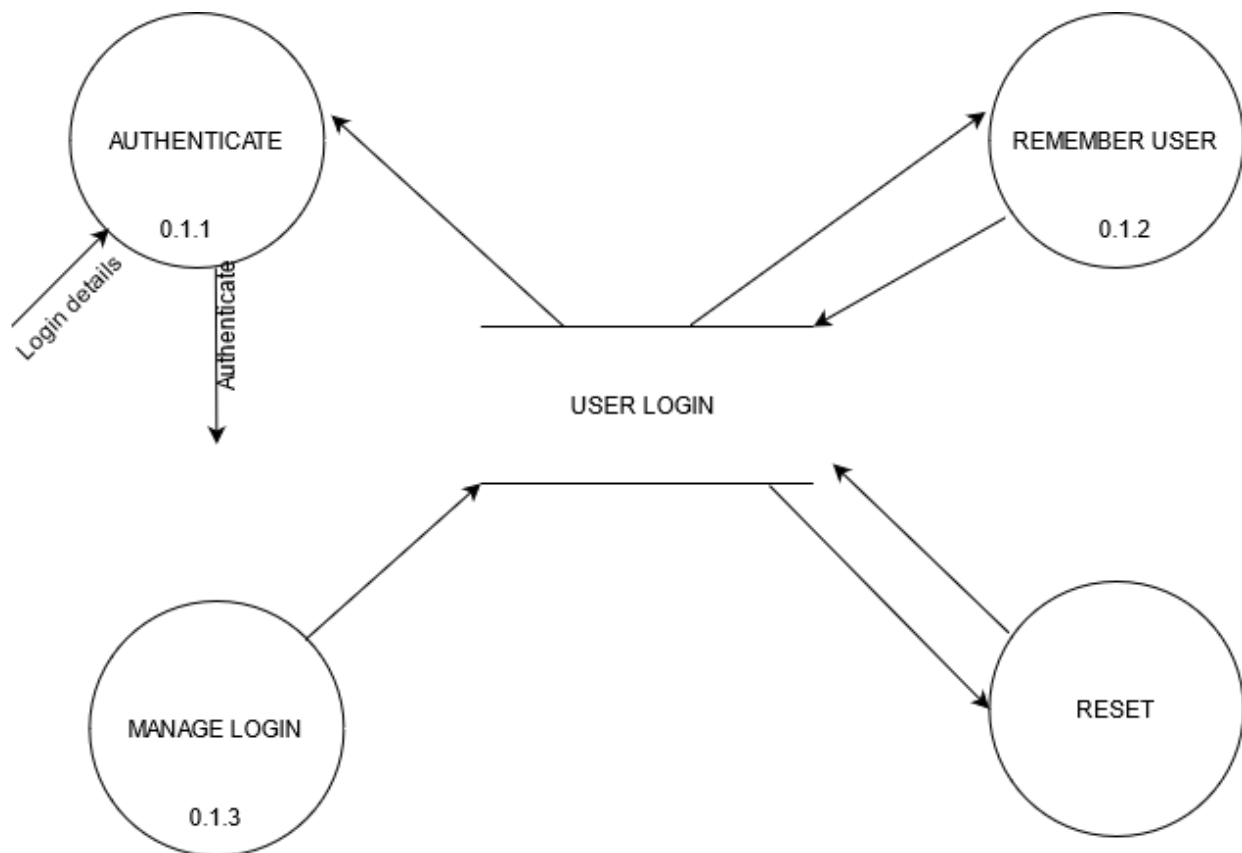 AUTHENTICATE
0.1.1
REMEMBER USER
0.1.2
Login details
Authenticate
USER LOGIN
MANAGE LOGIN
0.1.3
RESET